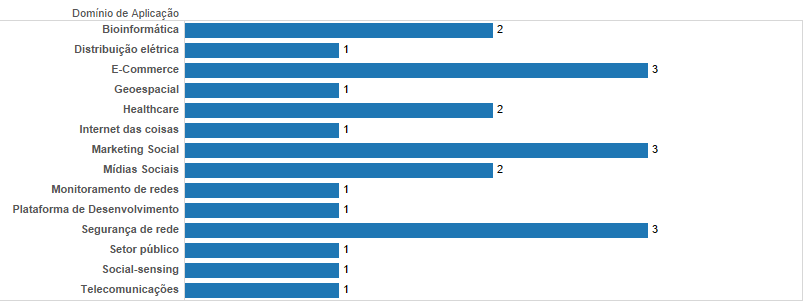 Domínio de Aplicação
Bioinformática 2
Distribuição elétrica 1
E-Commerce 3
Geoespacial 1
Healthcare 2
Internet das coisas 1
Marketing Social 3
Mídias Sociais 2
Monitoramento de redes 1
Plataforma de Desenvolvimento 1
Segurança de rede 3
Setor público 1
Social-sensing 1
Telecomunicações 1